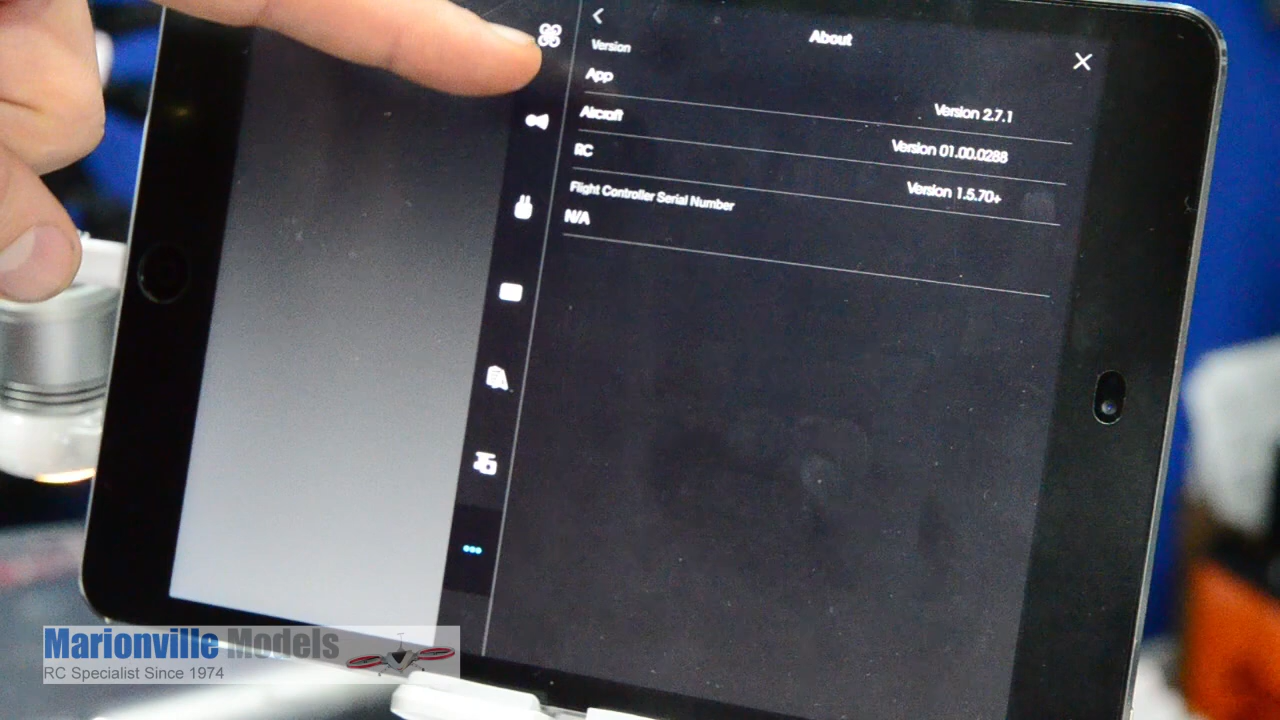 About
Version
App
Version 2.7.1
Aircraft
Version 01.00.0288
RC
Version 1.5.70+
Flight Controller Serial Number
N/A
Marionville Models
RC Specialist Since 1974